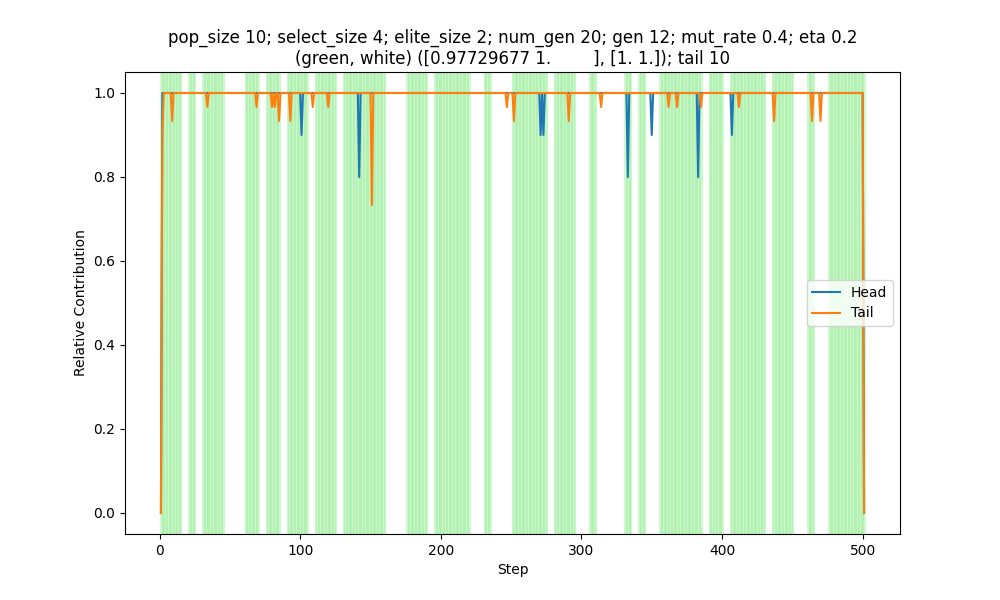 pop_size 10; select_size 4; elite_size 2; num_gen 20; gen 12; mut_rate 0.4; eta 0.2
(green, white) ([0.97729677 1.        ], [1. 1.]); tail 10
1.0
0.8
0.6
0.4
0.2
0.0
Relative Contribution
Head
Tail
0
100
200
300
400
500
Step